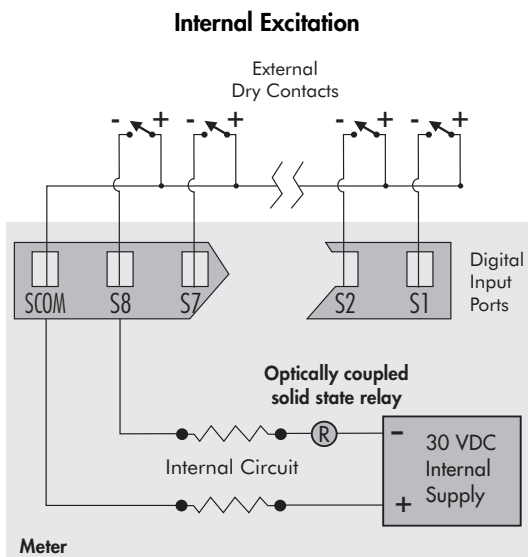 Internal Excitation
External
Dry Contacts
- + - + - + - +
SCOM S8 S7 S2 S1
Digital
Input
Ports
Optically coupled
solid state relay
R
-
30 VDC
Internal
Supply
+
Internal Circuit
Meter